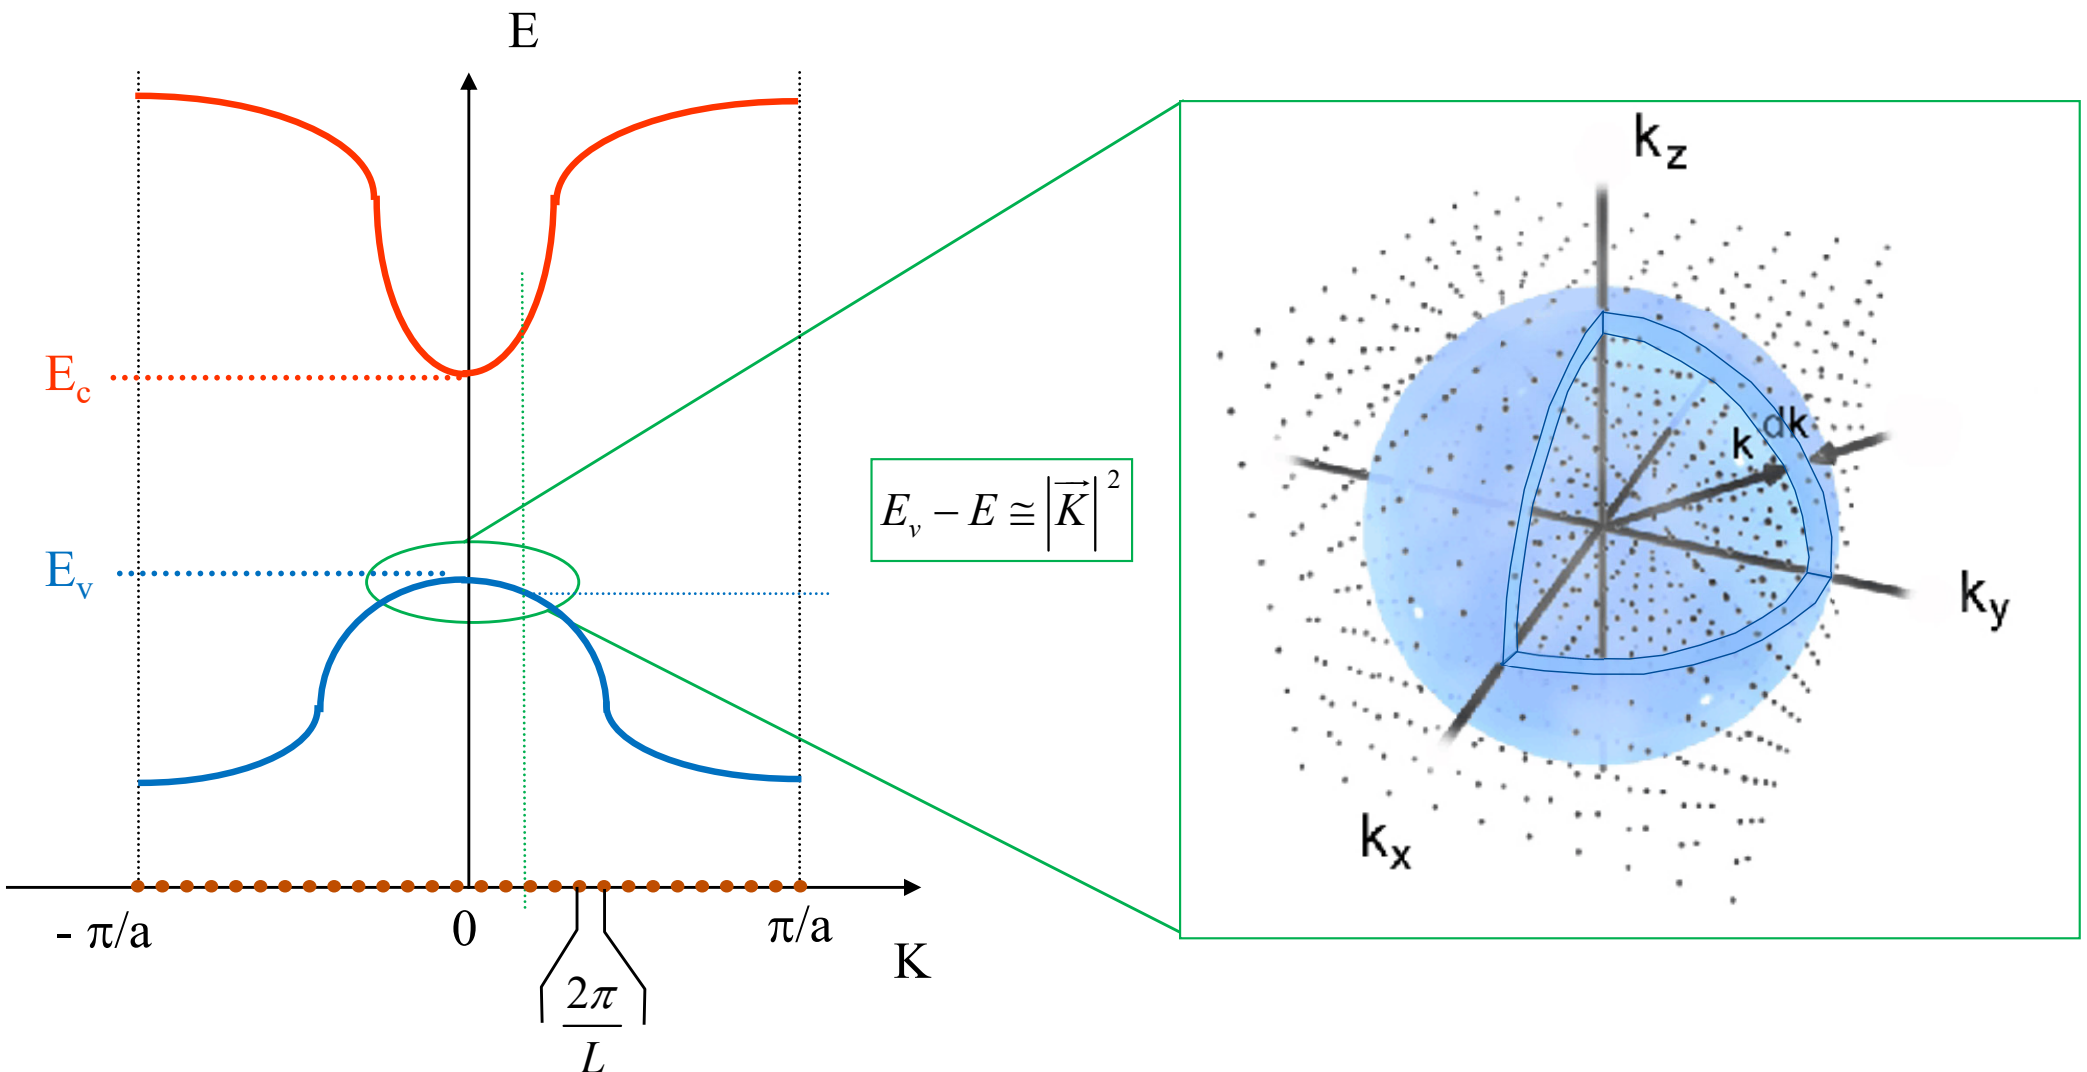 E
E_c
E_v
- π/a
0
π/a
K
2π/L
E_v − E ≅ |K⃗|²
k_z
dk
k
k_y
k_x